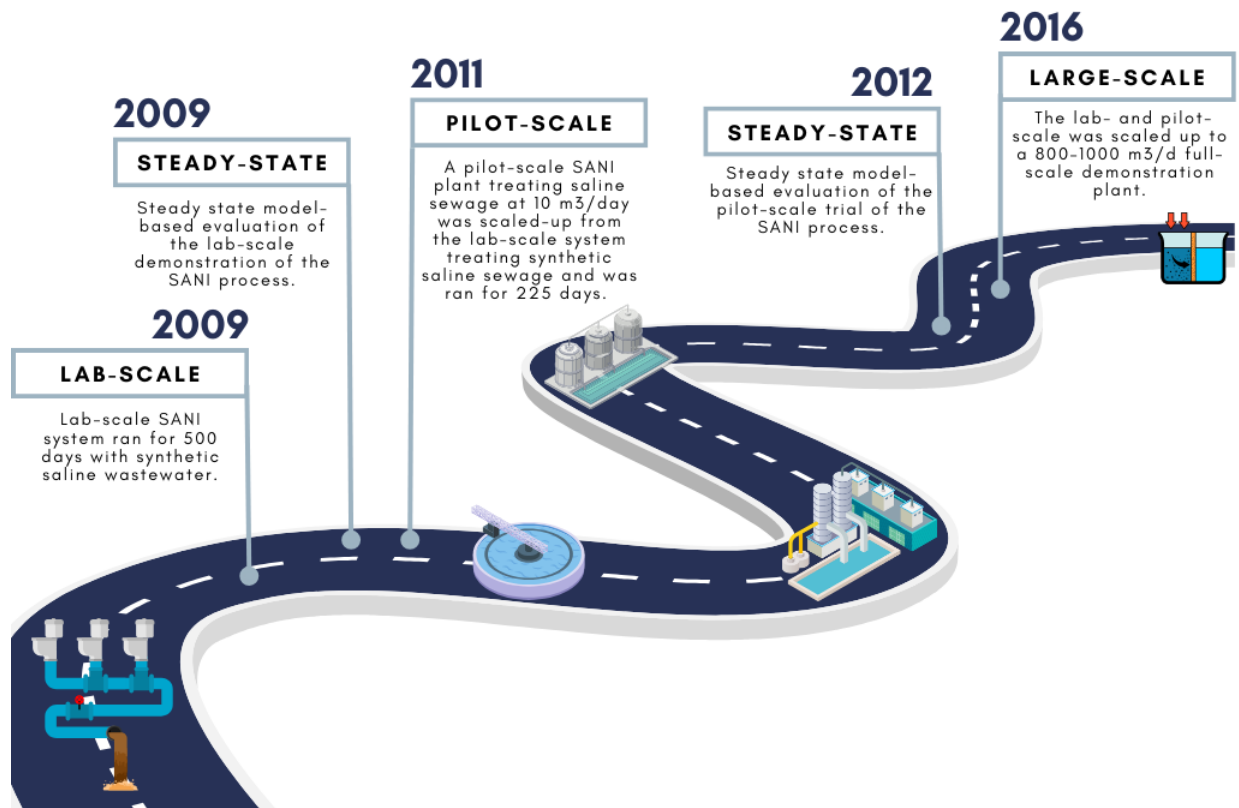 2009
LAB-SCALE
Lab-scale SANI
system ran for 500
days with synthetic
saline wastewater.
2009
STEADY-STATE
Steady state model-
based evaluation of
the lab-scale
demonstration of the
SANI process.
2011
PILOT-SCALE
A pilot-scale SANI
plant treating saline
sewage at 10 m3/day
was scaled-up from
the lab-scale system
treating synthetic
saline sewage and was
ran for 225 days.
2012
STEADY-STATE
Steady state model-
based evaluation of the
pilot-scale trial of the
SANI process.
2016
LARGE-SCALE
The lab- and pilot-
scale was scaled up to
a 800-1000 m3/d full-
scale demonstration
plant.